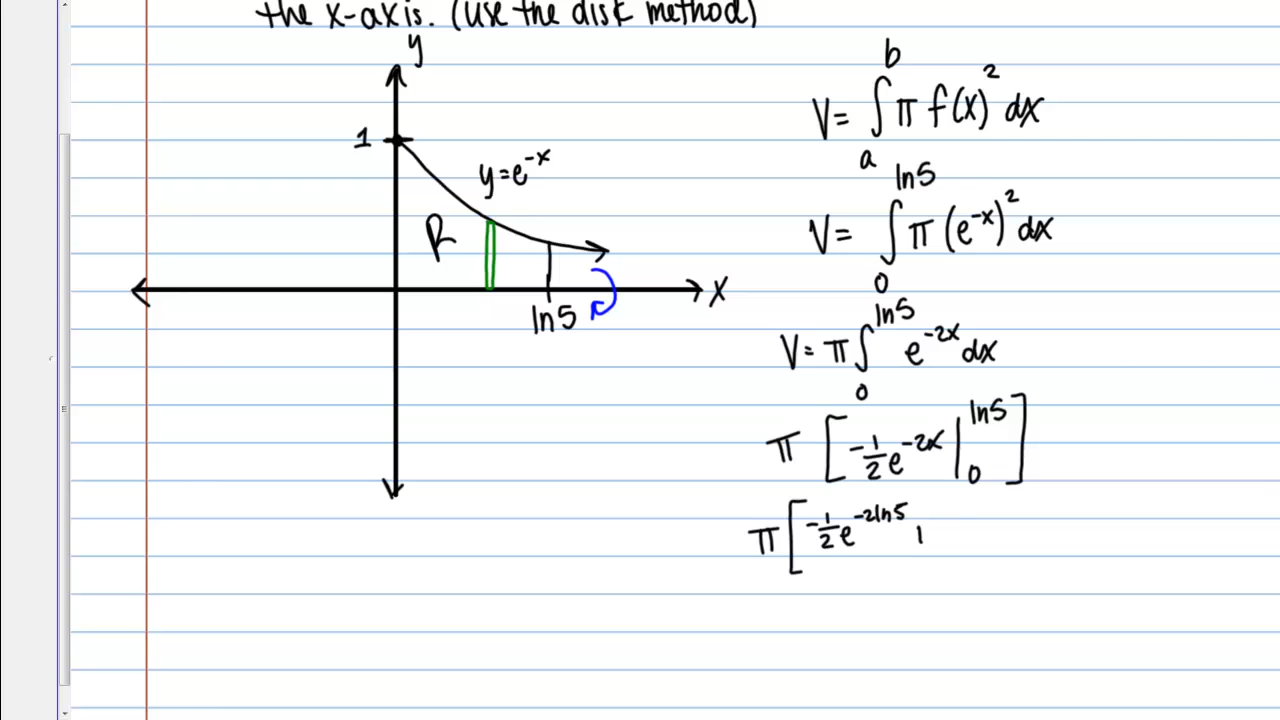 the x-axis. (use the disk method)
y
1
y=e^{-x}
R
ln5
x
V= ∫_a^b π f(x)^2 dx
V= ∫_0^{ln5} π (e^{-x})^2 dx
V= π ∫_0^{ln5} e^{-2x} dx
π [ -1/2 e^{-2x} |_0^{ln5} ]
π [ -1/2 e^{-2ln5}